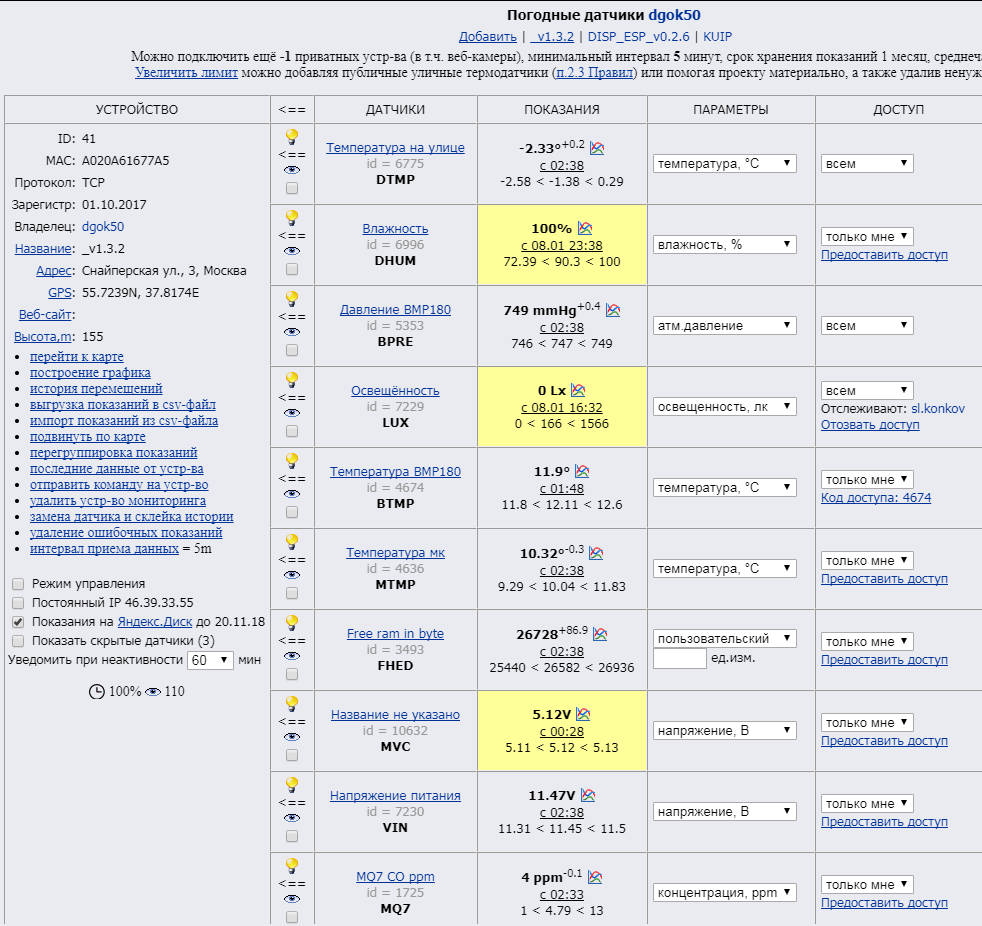 Погодные датчики dgok50
Добавить | _v1.3.2 | DISP_ESP_v0.2.6 | KUIP
Можно подключить ещё -1 приватных устр-ва (в т.ч. веб-камеры), минимальный интервал 5 минут, срок хранения показаний 1 месяц, среднеча
Увеличить лимит можно добавляя публичные уличные термодатчики (п.2.3 Правил) или помогая проекту материально, а также удалив ненуж
УСТРОЙСТВО <== ДАТЧИКИ ПОКАЗАНИЯ ПАРАМЕТРЫ ДОСТУП
ID: 41
MAC: A020A61677A5
Протокол: TCP
Зарегистр: 01.10.2017
Владелец: dgok50
Название: _v1.3.2
Адрес: Снайперская ул., 3, Москва
GPS: 55.7239N, 37.8174E
Веб-сайт:
Высота,m: 155
• перейти к карте
• построение графика
• история перемешений
• выгрузка показаний в csv-файл
• импорт показаний из csv-файла
• подвинуть по карте
• перегруппировка показаний
• последние данные от устр-ва
• отправить команду на устр-во
• удалить устр-во мониторинга
• замена датчика и склейка истории
• удаление ошибочных показаний
• интервал приема данных = 5m
Режим управления
Постоянный IP 46.39.33.55
Показания на Яндекс.Диск до 20.11.18
Показать скрытые датчики (3)
Уведомить при неактивности 60 мин
100% 110
<==
Температура на улице
id = 6775
DTMP
-2.33°+0.2
с 02:38
-2.58 < -1.38 < 0.29
температура, °C
всем
<==
Влажность
id = 6996
DHUM
100%
с 08.01 23:38
72.39 < 90.3 < 100
влажность, %
только мне
Предоставить доступ
<==
Давление BMP180
id = 5353
BPRE
749 mmHg+0.4
с 02:38
746 < 747 < 749
атм.давление
всем
<==
Освещённость
id = 7229
LUX
0 Lx
с 08.01 16:32
0 < 166 < 1566
освещенность, лк
всем
Отслеживают: sl.konkov
Отозвать доступ
<==
Температура BMP180
id = 4674
BTMP
11.9°
с 01:48
11.8 < 12.11 < 12.6
температура, °C
только мне
Код доступа: 4674
<==
Температура мк
id = 4636
MTMP
10.32°-0.3
с 02:38
9.29 < 10.04 < 11.83
температура, °C
только мне
Предоставить доступ
<==
Free ram in byte
id = 3493
FHED
26728+86.9
с 02:38
25440 < 26582 < 26936
пользовательский
ед.изм.
только мне
Предоставить доступ
<==
Название не указано
id = 10632
MVC
5.12V
с 00:28
5.11 < 5.12 < 5.13
напряжение, В
только мне
Предоставить доступ
<==
Напряжение питания
id = 7230
VIN
11.47V
с 02:38
11.31 < 11.45 < 11.5
напряжение, В
только мне
Предоставить доступ
<==
MQ7 CO ppm
id = 1725
MQ7
4 ppm-0.1
с 02:33
1 < 4.79 < 13
концентрация, ppm
только мне
Предоставить доступ